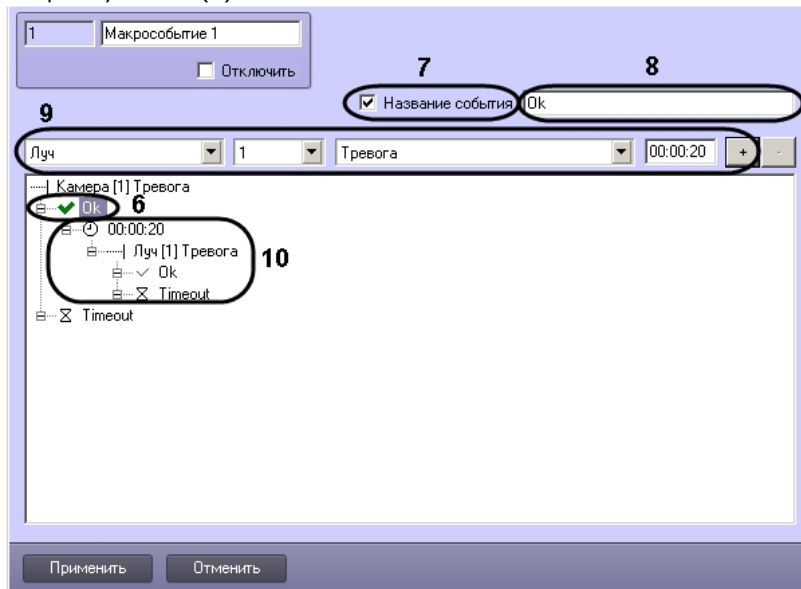 1 Макрособытие 1
Отключить
7 8
Название события Ok
9
Луч 1 Тревога 00:00:20 + -
Камера [1] Тревога
Ok 6
00:00:20
Луч [1] Тревога
10
Ok
Timeout
Timeout
Применить Отменить